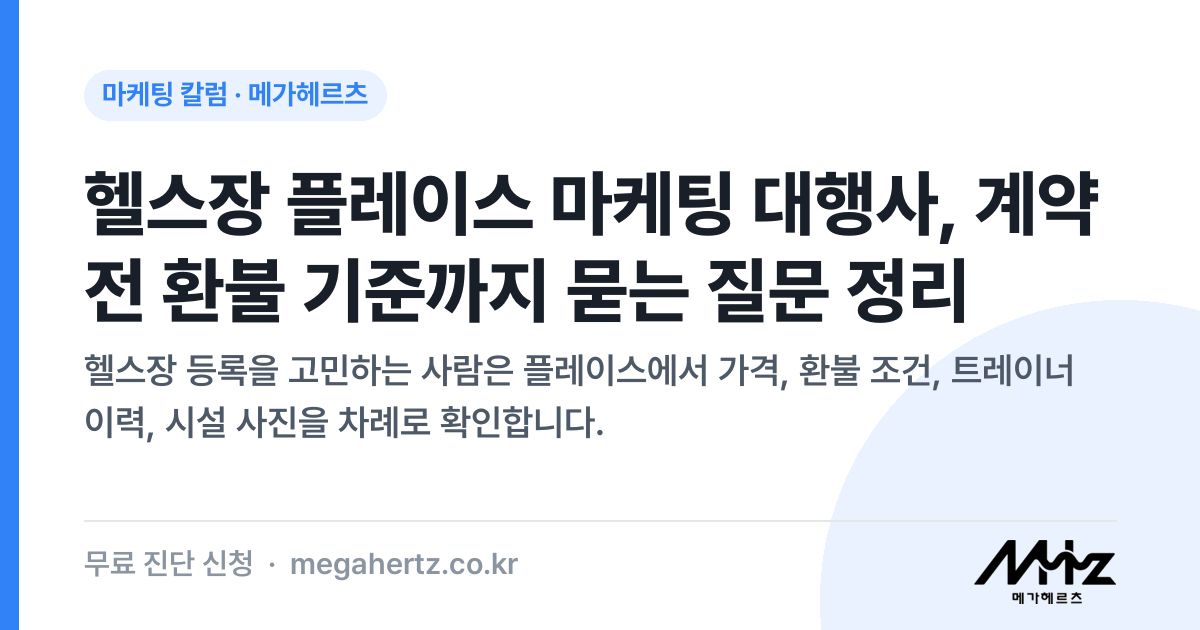 마케팅 칼럼 · 메가헤르츠
헬스장 플레이스 마케팅 대행사, 계약
전 환불 기준까지 묻는 질문 정리
헬스장 등록을 고민하는 사람은 플레이스에서 가격, 환불 조건, 트레이너
이력, 시설 사진을 차례로 확인합니다.
무료 진단 신청 · megahertz.co.kr
MHz
메가헤르츠